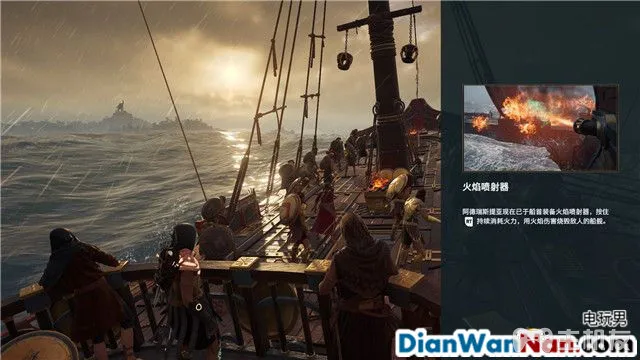 火焰喷射器
阿德瑞斯提亚现在已于船首装备火焰喷射器，按住
RT 持续消耗火力，用火焰伤害烧毁敌人的船舰。
电玩男
DianWanNan.com